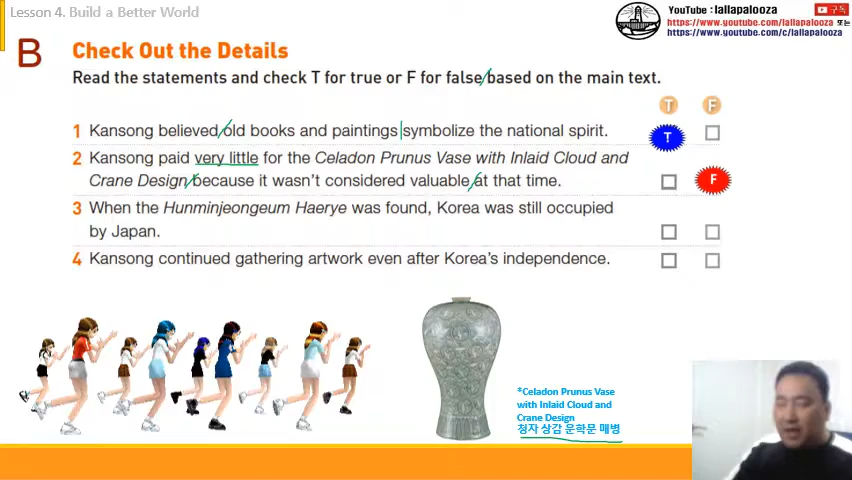 Lesson 4. Build a Better World
YouTube : lallapalooza
구독
https://www.youtube.com/lallapalooza 또는
https://www.youtube.com/c/lallapalooza
B
Check Out the Details
Read the statements and check T for true or F for false based on the main text.
T F
1 Kansong believed old books and paintings symbolize the national spirit.
T
2 Kansong paid very little for the Celadon Prunus Vase with Inlaid Cloud and
Crane Design because it wasn't considered valuable at that time.
F
3 When the Hunminjeongeum Haerye was found, Korea was still occupied
by Japan.
4 Kansong continued gathering artwork even after Korea's independence.
*Celadon Prunus Vase
with Inlaid Cloud and
Crane Design
청자 상감 운학문 매병